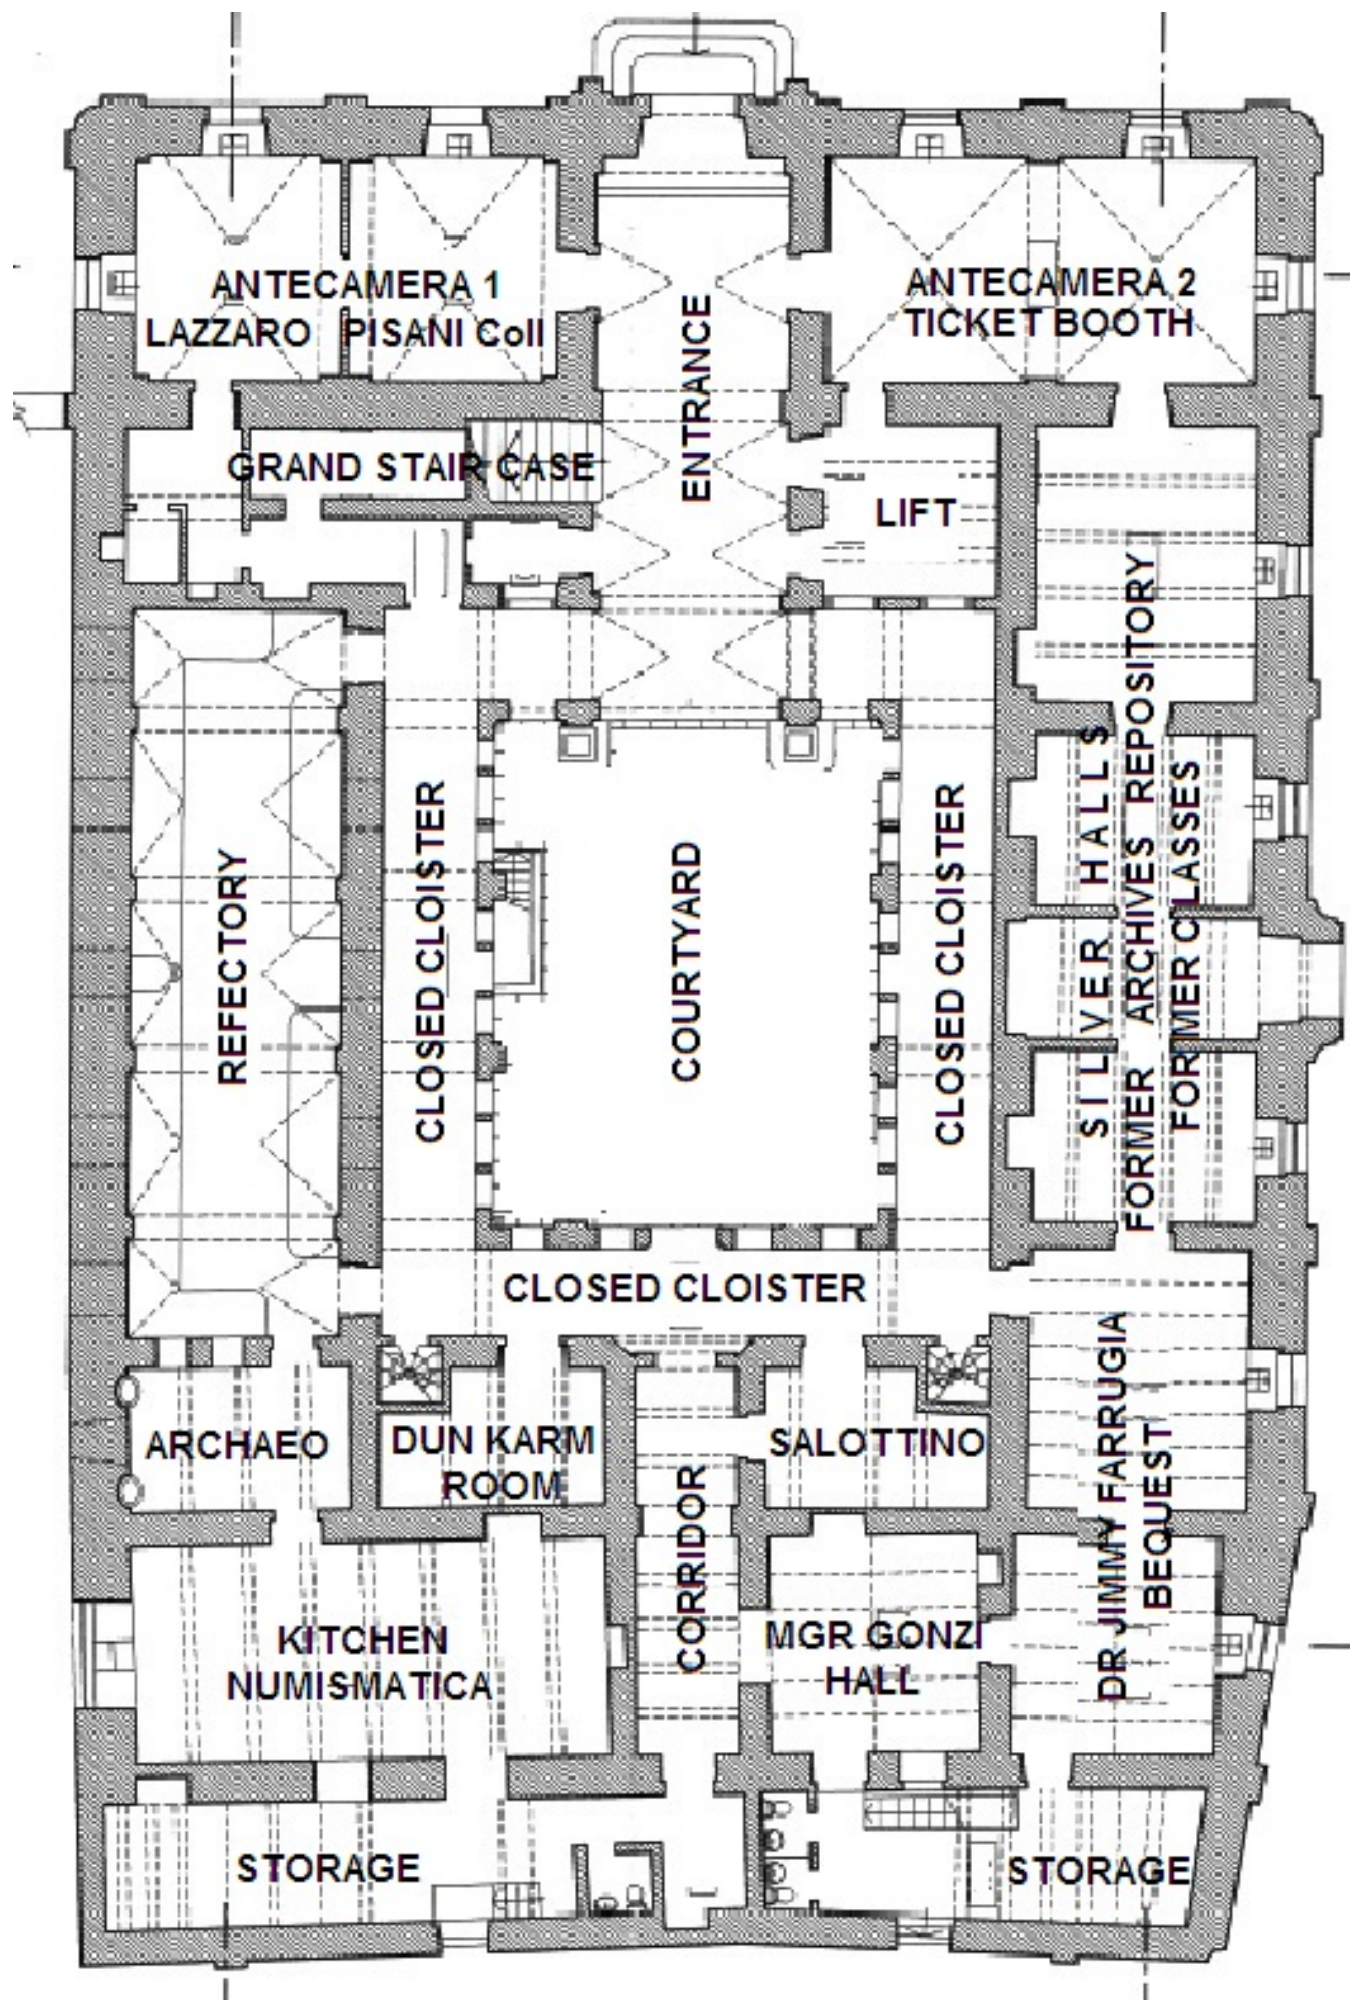 ANTECAMERA 1
LAZZARO PISANI Coll
ENTRANCE
ANTECAMERA 2
TICKET BOOTH
GRAND STAIR CASE
LIFT
REFECTORY
CLOSED CLOISTER
COURTYARD
CLOSED CLOISTER
SILVER HALLS
FORMER ARCHIVES REPOSITORY
FORMER CLASSES
CLOSED CLOISTER
ARCHAEO
DUN KARM
ROOM
CORRIDOR
SALOTTINO
DR JIMMY FARRUGIA
BEQUEST
KITCHEN
NUMISMATICA
MGR GONZI
HALL
STORAGE
STORAGE